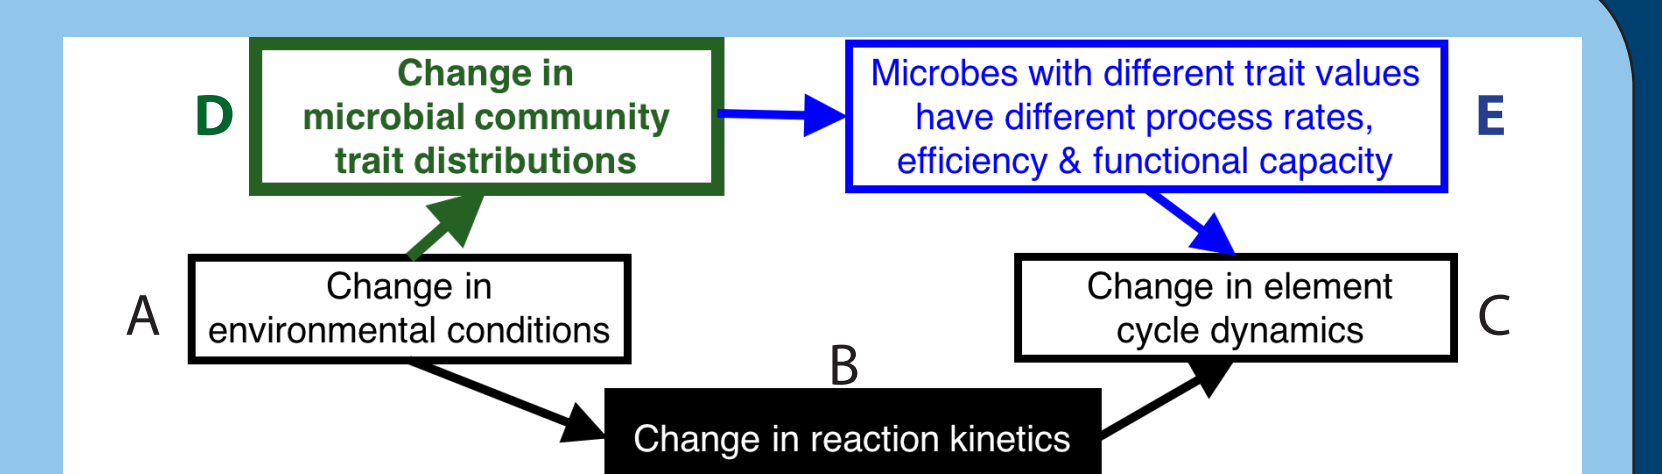 D
Change in
microbial community
trait distributions
Microbes with different trait values
have different process rates,
efficiency & functional capacity
E
A
Change in
environmental conditions
B
Change in reaction kinetics
Change in element
cycle dynamics
C